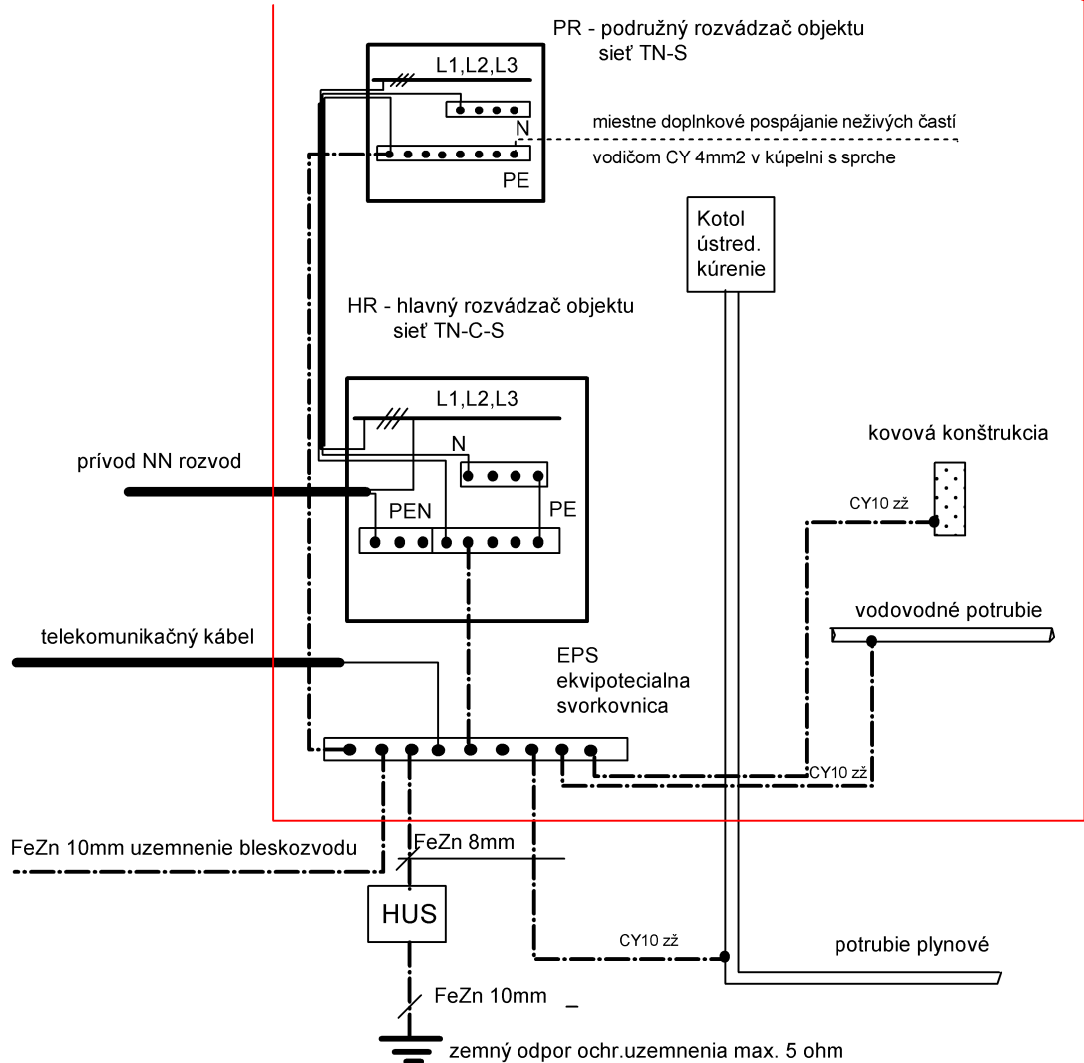 PR - podružný rozvádzač objektu
sieť TN-S
L1,L2,L3
N
PE
miestne doplnkové pospájanie neživých častí
vodičom CY 4mm2 v kúpelni s sprche
Kotol
ústred.
kúrenie
HR - hlavný rozvádzač objektu
sieť TN-C-S
L1,L2,L3
N
PEN
PE
prívod NN rozvod
kovová konštrukcia
CY10 zž
vodovodné potrubie
telekomunikačný kábel
EPS
ekvipotecialna
svorkovnica
CY10 zž
FeZn 10mm uzemnenie bleskozvodu
FeZn 8mm
HUS
CY10 zž
potrubie plynové
FeZn 10mm
zemný odpor ochr.uzemnenia max. 5 ohm